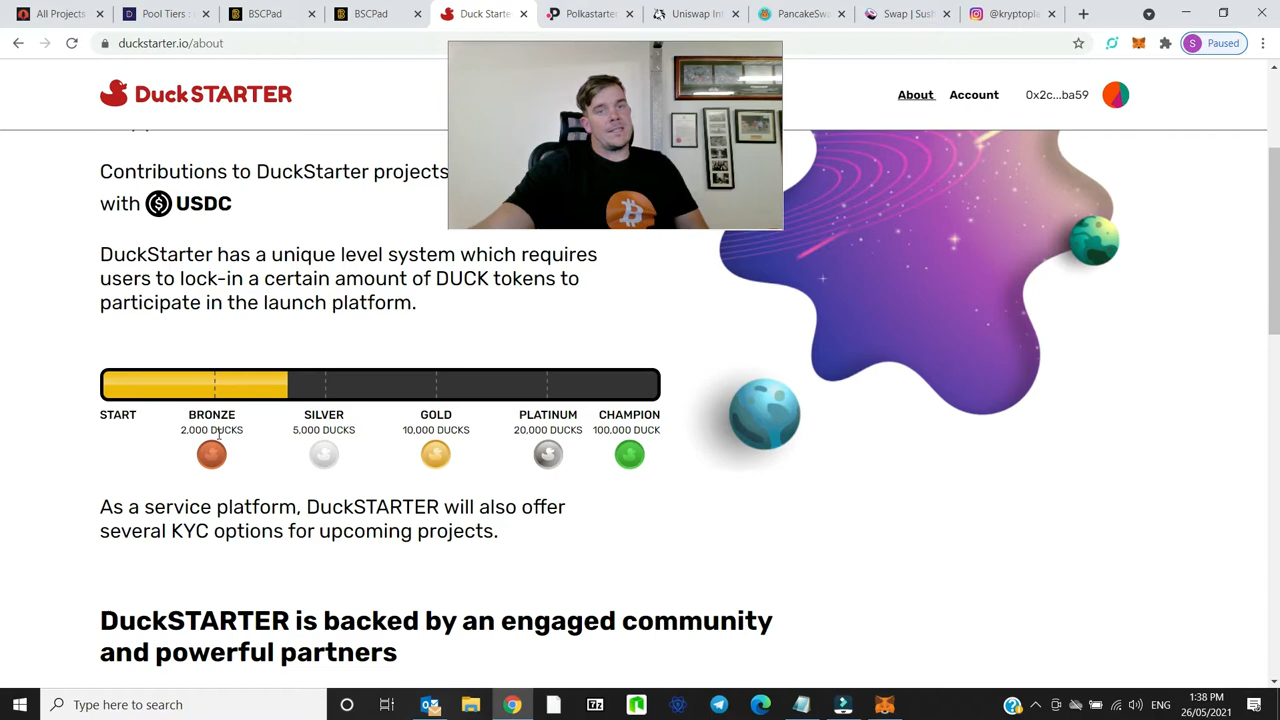 All Projects
Pool Tiers :
BSCPad
BSCPad
Duck Starte
Polkastarte
Uniswap
PancakeSw
Swap | Sus
@kryptopl
duckstarter.io/about
S Paused
DuckSTARTER
About
Account
0x2c...ba59
Contributions to DuckStarter projects
with USDC
DuckStarter has a unique level system which requires
users to lock-in a certain amount of DUCK tokens to
participate in the launch platform.
START BRONZE SILVER GOLD PLATINUM CHAMPION
2,000 DUCKS 5,000 DUCKS 10,000 DUCKS 20,000 DUCKS 100,000 DUCK
As a service platform, DuckSTARTER will also offer
several KYC options for upcoming projects.
DuckSTARTER is backed by an engaged community
and powerful partners
Type here to search
ENG
1:38 PM
26/05/2021